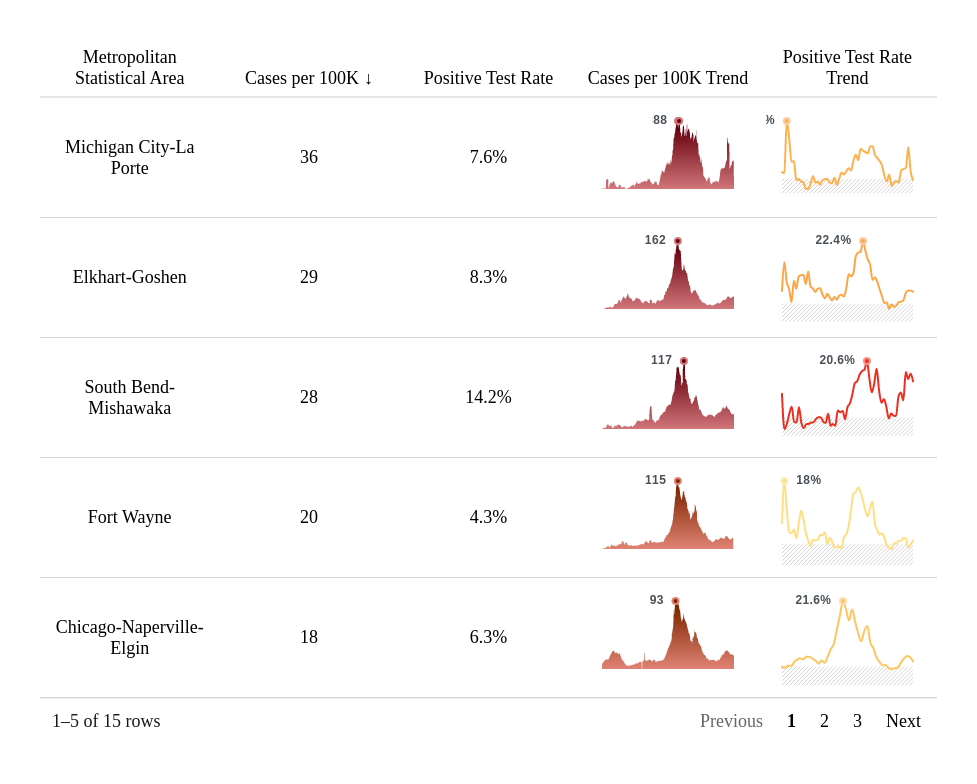 Metropolitan
Statistical Area
Cases per 100K ↓
Positive Test Rate
Cases per 100K Trend
Positive Test Rate
Trend
Michigan City-La
Porte
36
7.6%
88
%
Elkhart-Goshen
29
8.3%
162
22.4%
South Bend-
Mishawaka
28
14.2%
117
20.6%
Fort Wayne
20
4.3%
115
18%
Chicago-Naperville-
Elgin
18
6.3%
93
21.6%
1–5 of 15 rows
Previous 1 2 3 Next